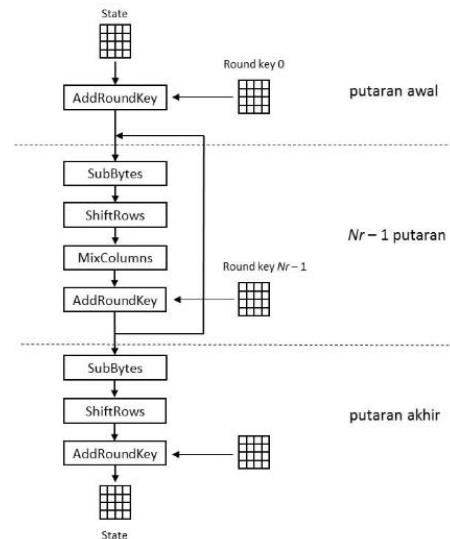 State
Round key 0
AddRoundKey
putaran awal
SubBytes
ShiftRows
MixColumns
Nr – 1 putaran
Round key Nr – 1
AddRoundKey
SubBytes
ShiftRows
putaran akhir
AddRoundKey
State